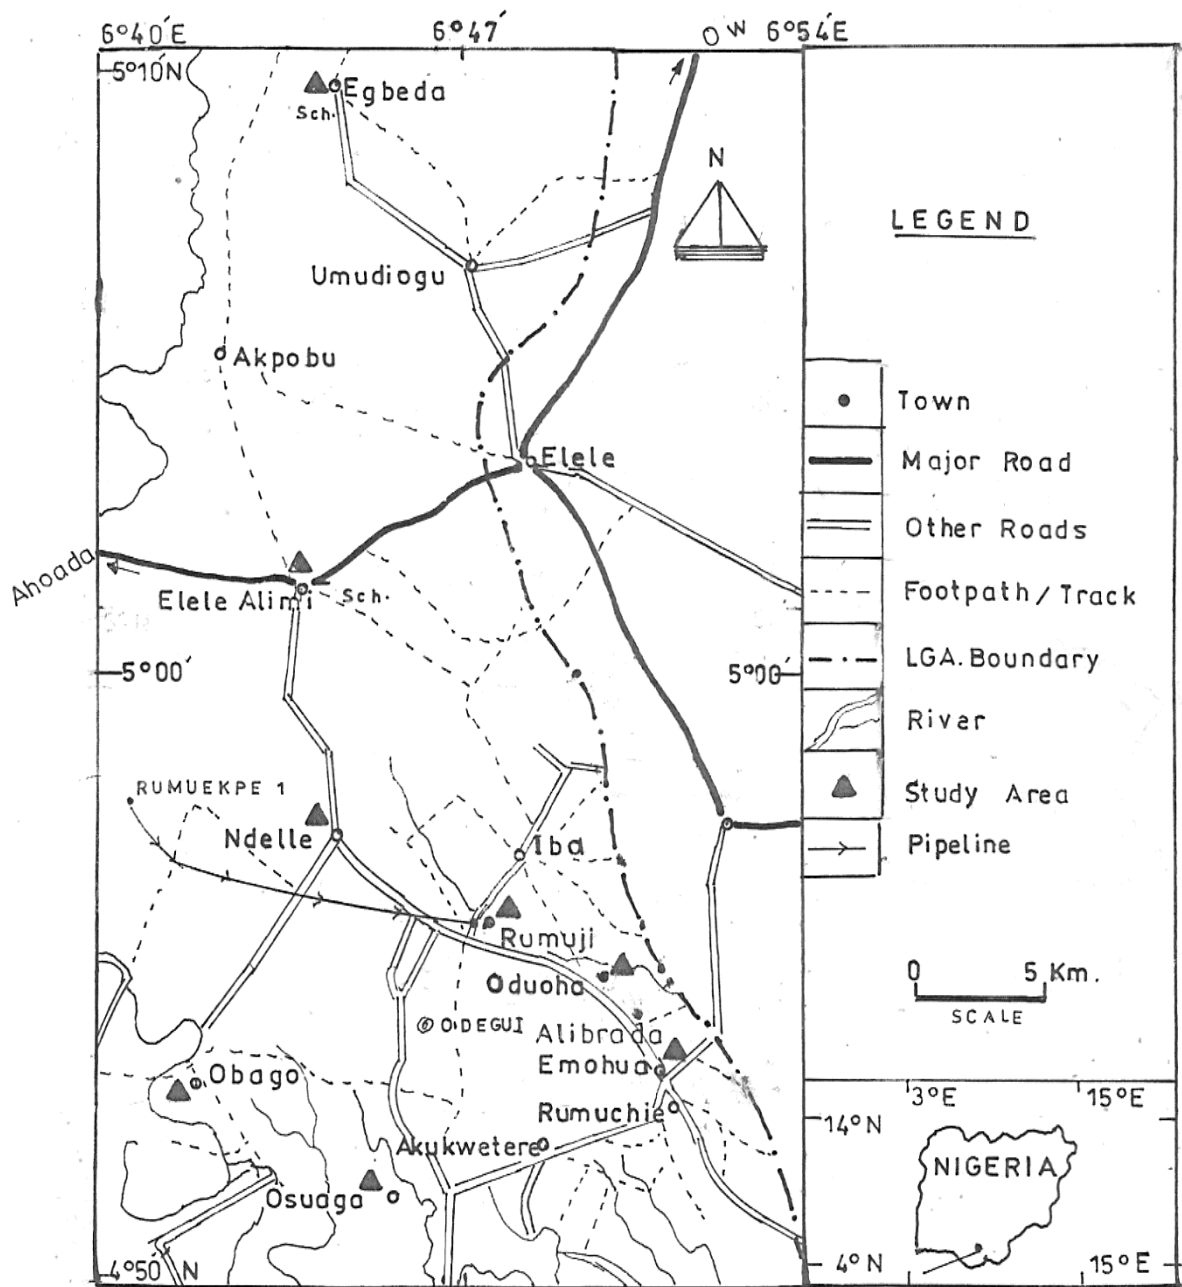 6°40´E
6°47´
OW
6°54´E
5°10´N
Egbeda
Sch.
N
LEGEND
Umudiogu
Akpobu
Town
Elele
Major Road
Other Roads
Ahoada
Elele Alimi
Sch.
Footpath/Track
5°00´
5°00´
LGA.Boundary
River
RUMUEKPE 1
Study Area
Ndelle
Iba
Pipeline
Rumuji
Oduoha
0 5 Km.
SCALE
ODEGUI
Alibrada
Emohua
Obago
Rumuchie
3°E
15°E
14°N
Akukwetere
NIGERIA
Osuaga
4°50´N
4°N
15°E